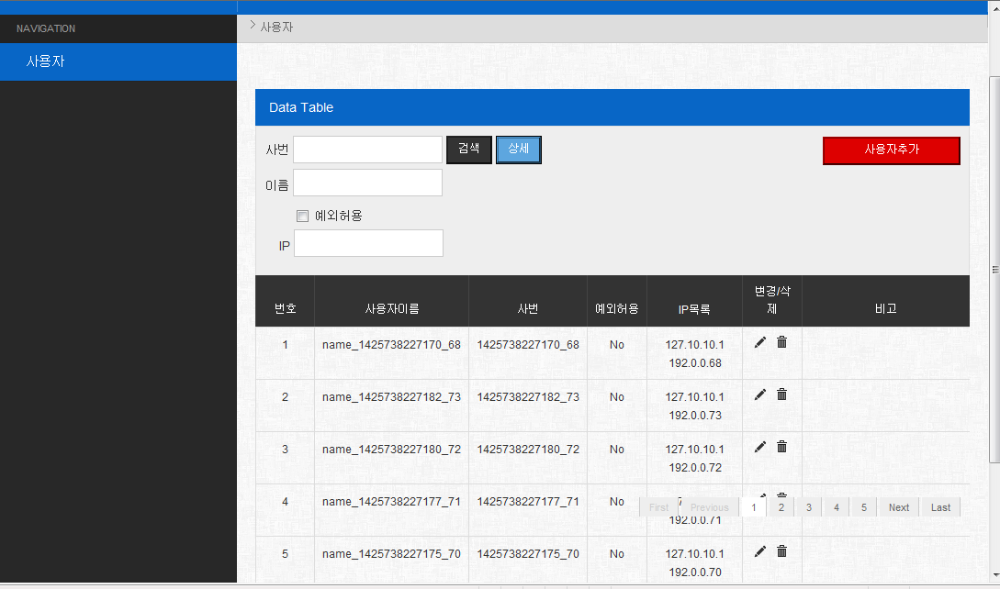 NAVIGATION
> 사용자
사용자
Data Table
사번 검색 상세 사용자추가
이름
예외허용
IP
번호 사용자이름 사번 예외허용 IP목록 변경/삭제 비고
1 name_1425738227170_68 1425738227170_68 No 127.10.10.1
192.0.0.68
2 name_1425738227182_73 1425738227182_73 No 127.10.10.1
192.0.0.73
3 name_1425738227180_72 1425738227180_72 No 127.10.10.1
192.0.0.72
4 name_1425738227177_71 1425738227177_71 No
First Previous 1 2 3 4 5 Next Last
192.0.0.71
5 name_1425738227175_70 1425738227175_70 No 127.10.10.1
192.0.0.70